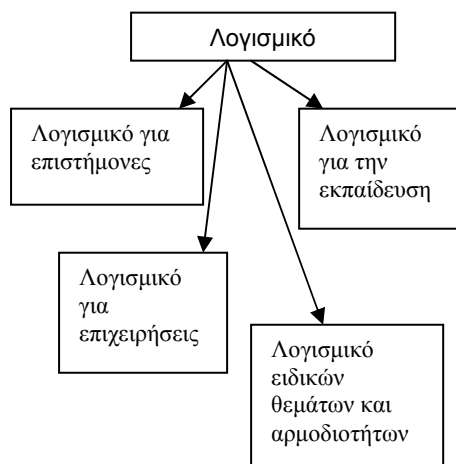 Λογισμικό
Λογισμικό για
επιστήμονες
Λογισμικό
για την
εκπαίδευση
Λογισμικό
για
επιχειρήσεις
Λογισμικό
ειδικών
θεμάτων και
αρμοδιοτήτων